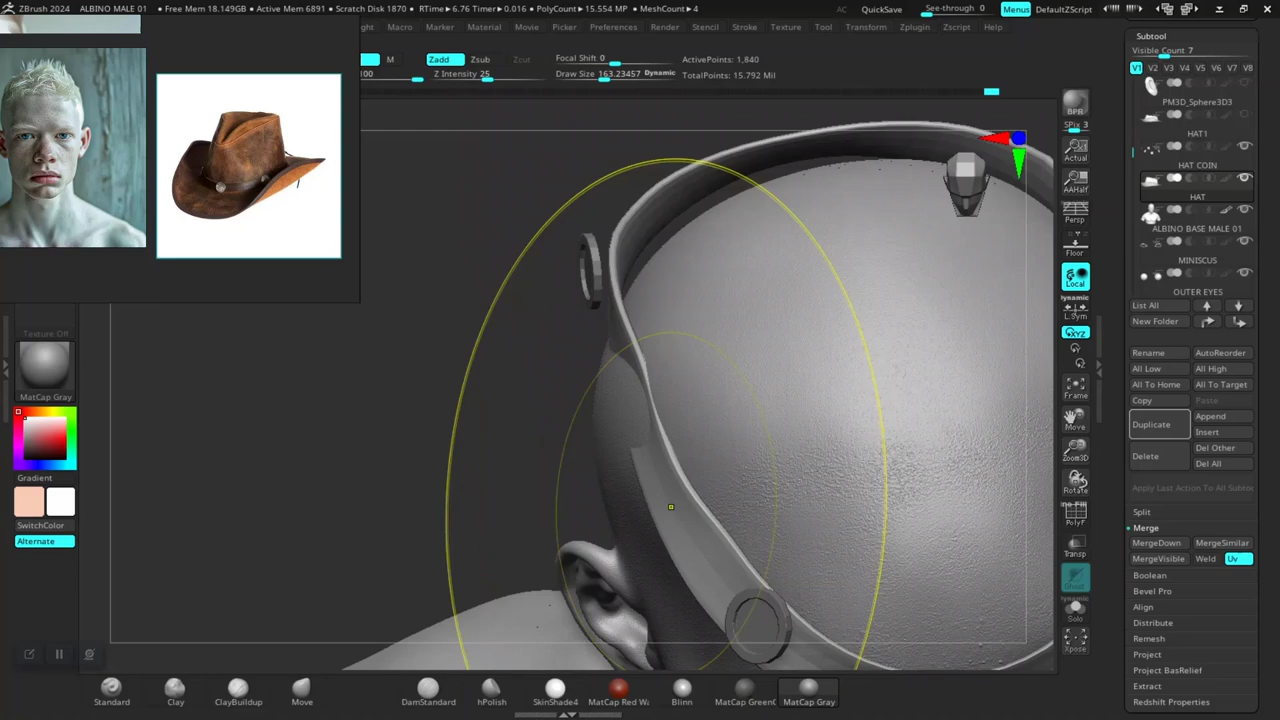 ZBrush 2024 ALBINO MALE 01 • Free Mem 18.149GB • Active Mem 6891 • Scratch Disk 1870 • RTime▸6.76 Timer▸0.016 • PolyCount▸15.554 MP • MeshCount▸4 AC QuickSave See-through 0 Menus DefaultZScript
Macro Marker Material Movie Picker Preferences Render Stencil Stroke Texture Tool Transform Zplugin Zscript Help
M Zadd Zsub Zcut Focal Shift 0 ActivePoints: 1,840
100 Z Intensity 25 Draw Size 163.23457 Dynamic TotalPoints: 15.792 Mil
Subtool
Visible Count 7
V1 V2 V3 V4 V5 V6 V7 V8
PM3D_Sphere3D3
HAT1
HAT COIN
HAT
ALBINO BASE MALE 01
MINISCUS
OUTER EYES
List All
New Folder
Rename AutoReorder
All Low All High
All To Home All To Target
Copy Paste
Duplicate Append
Insert
Delete Del Other
Del All
Apply Last Action To All Subtoo
Split
Merge
MergeDown MergeSimilar
MergeVisible Weld Uv
Boolean
Bevel Pro
Align
Distribute
Remesh
Project
Project BasRelief
Extract
Redshift Properties
BPR
SPix 3
Actual
AAHalf
Persp
Floor
Local
Dynamic
L.Sym
XYZ
Frame
Move
Zoom3D
Rotate
PolyF
Transp
Ghost
Dynamic
Solo
Xpose
Texture Off
MatCap Gray
Gradient
SwitchColor
Alternate
Standard Clay ClayBuildup Move DamStandard hPolish SkinShade4 MatCap Red Wa Blinn MatCap GreenC MatCap Gray